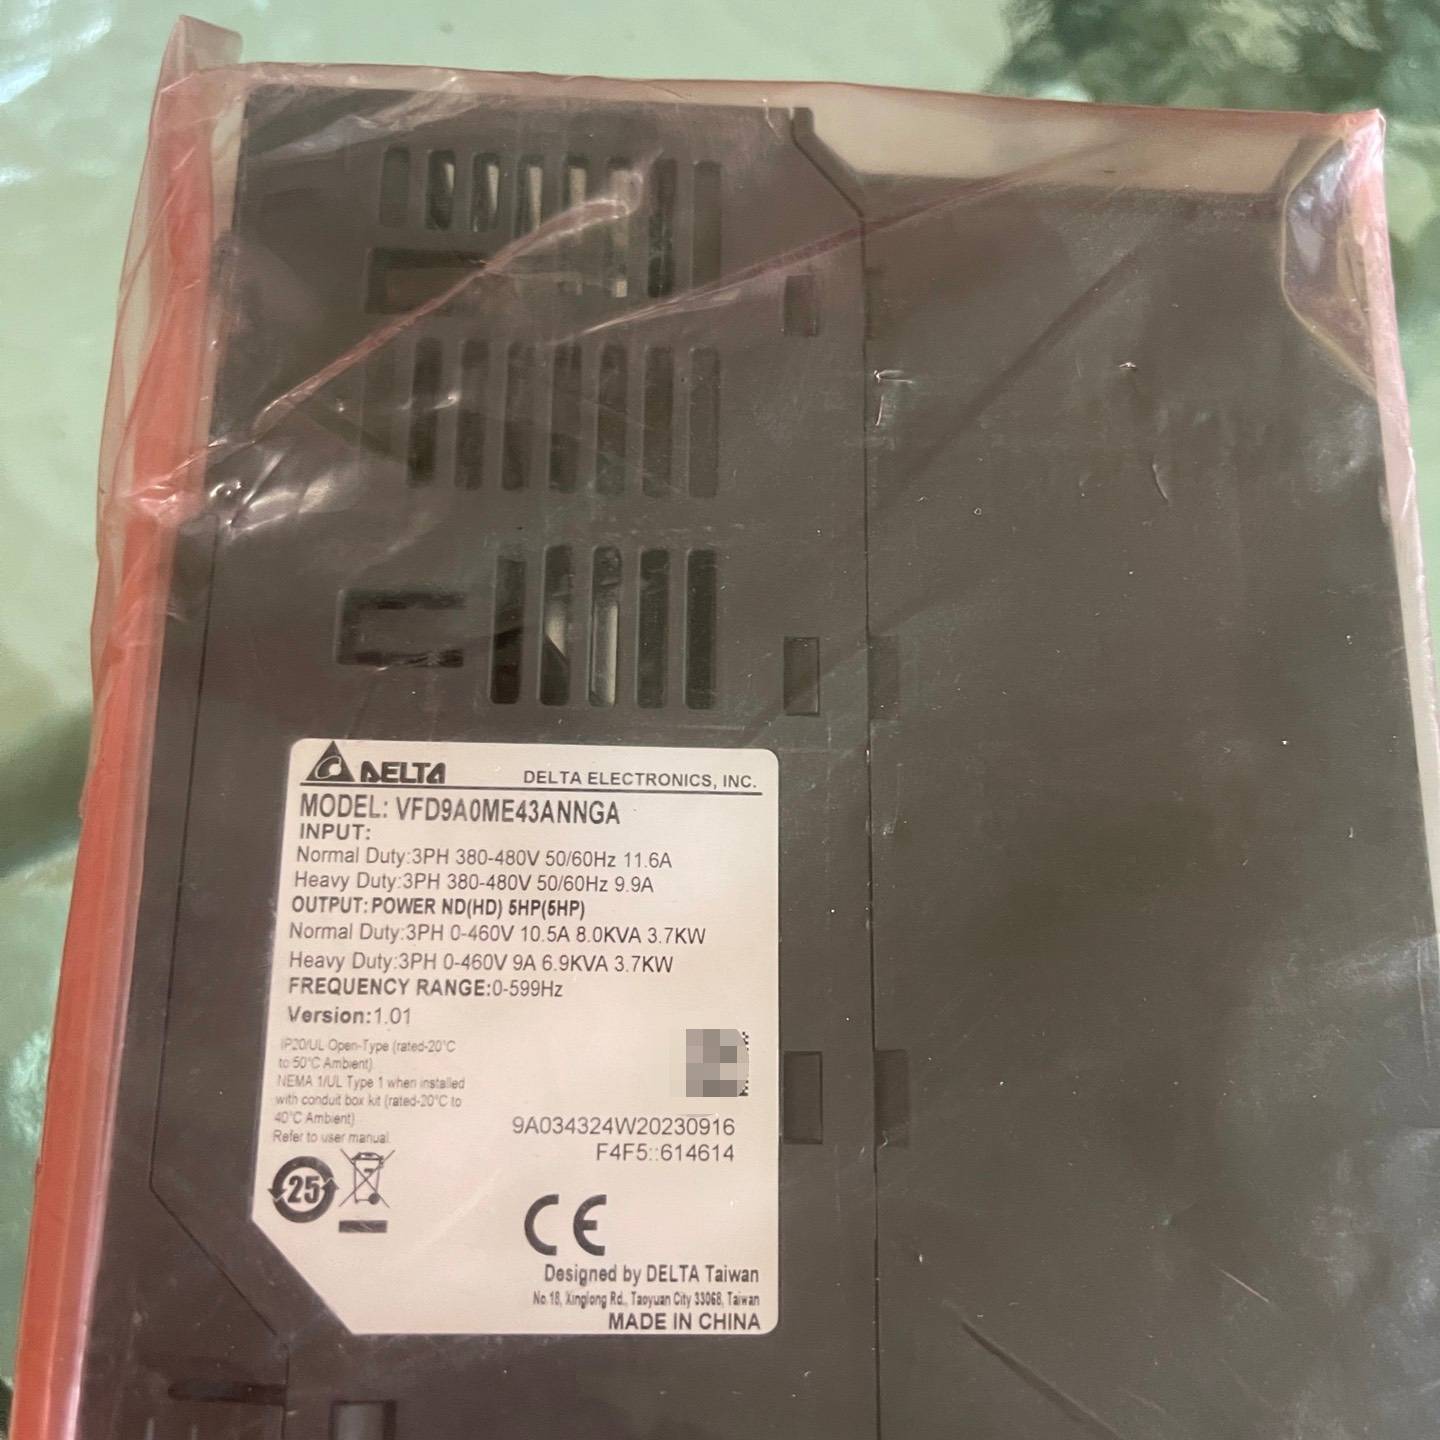 DELTA
DELTA ELECTRONICS, INC.
MODEL: VFD9A0ME43ANNGA
INPUT:
Normal Duty:3PH 380-480V 50/60Hz 11.6A
Heavy Duty:3PH 380-480V 50/60Hz 9.9A
OUTPUT: POWER ND(HD) 5HP(5HP)
Normal Duty:3PH 0-460V 10.5A 8.0KVA 3.7KW
Heavy Duty:3PH 0-460V 9A 6.9KVA 3.7KW
FREQUENCY RANGE:0-599Hz
Version:1.01
IP20/UL Open-Type (rated-20°C
to 50°C Ambient)
NEMA 1/UL Type 1 when installed
with conduit box kit (rated-20°C to
40°C Ambient)
Refer to user manual
9A034324W20230916
F4F5::614614
25
CE
Designed by DELTA Taiwan
No.18, Xinglong Rd., Taoyuan City 33068, Taiwan
MADE IN CHINA